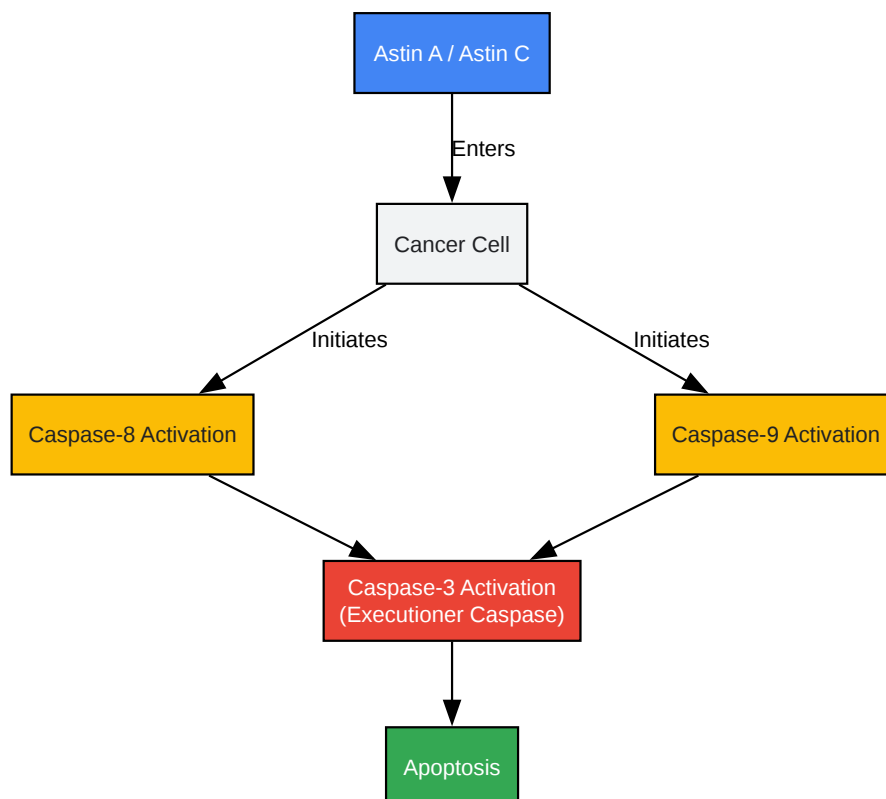 Astin A / Astin C
Enters
Cancer Cell
Initiates
Initiates
Caspase-8 Activation
Caspase-9 Activation
Caspase-3 Activation
(Executioner Caspase)
Apoptosis